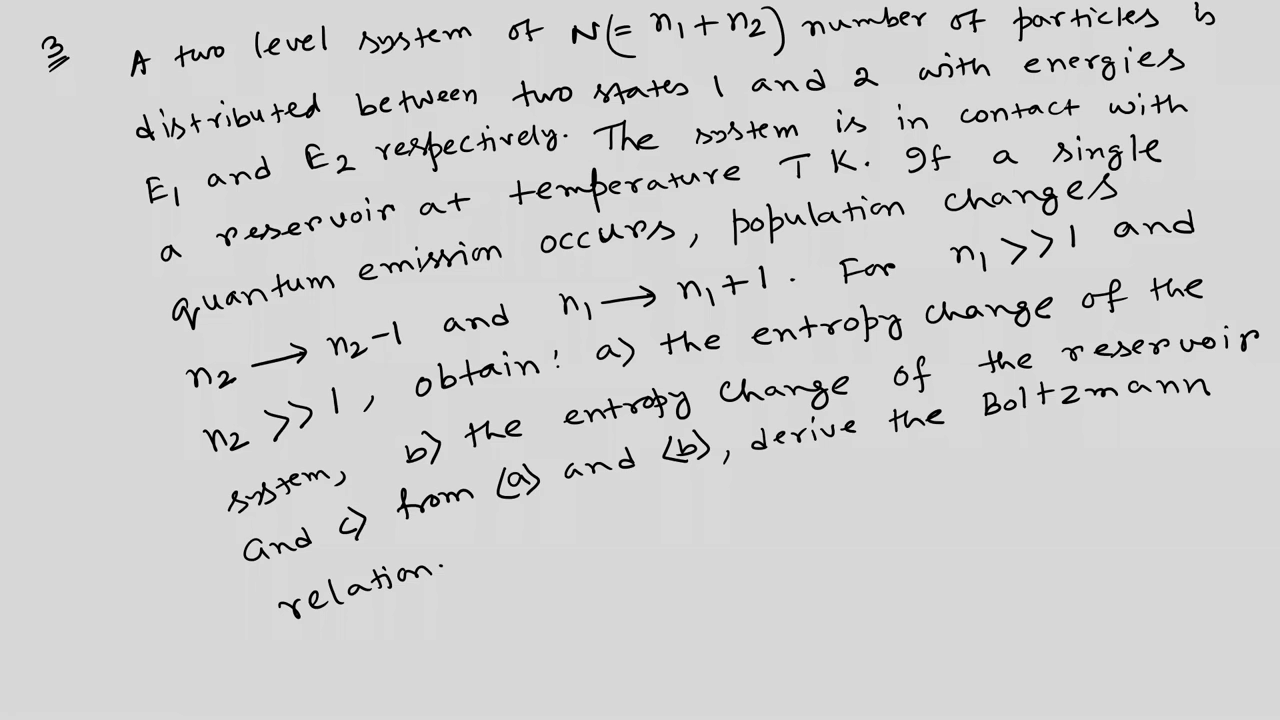 3 A two level system of N(= n₁ + n₂) number of particles is
distributed between two states 1 and 2 with energies
E₁ and E₂ respectively. The system is in contact with
a reservoir at temperature T K. If a single
quantum emission occurs, population changes
n₂ → n₂-1 and n₁ → n₁+1. For n₁ >> 1 and
n₂ >> 1, obtain: a) the entropy change of the
system, b) the entropy change of the reservoir
and c) from (a) and (b), derive the Boltzmann
relation.